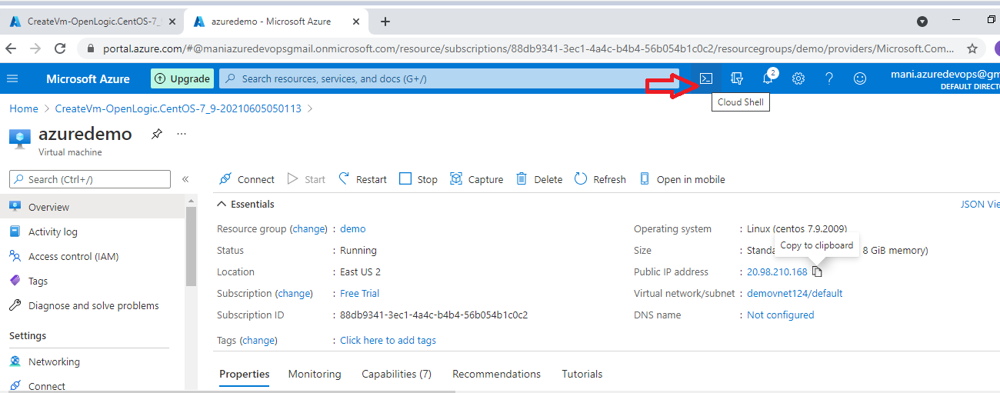 CreateVm-OpenLogic.CentOS-7_
azuredemo - Microsoft Azure
portal.azure.com/#@maniazuredevopsgmail.onmicrosoft.com/resource/subscriptions/88db9341-3ec1-4a4c-b4b4-56b054b1c0c2/resourcegroups/demo/providers/Microsoft.Com...
Microsoft Azure Upgrade Search resources, services, and docs (G+/) 2 mani.azuredevops@gm
DEFAULT DIRECTO
Cloud Shell
Home > CreateVm-OpenLogic.CentOS-7_9-20210605050113 >
azuredemo ...
Virtual machine
Search (Ctrl+/) «
Connect Start Restart Stop Capture Delete Refresh Open in mobile
Overview
Activity log
Access control (IAM)
Tags
Diagnose and solve problems
Settings
Networking
Connect
Essentials JSON Vie
Resource group (change) : demo
Status : Running
Location : East US 2
Subscription (change) : Free Trial
Subscription ID : 88db9341-3ec1-4a4c-b4b4-56b054b1c0c2
Tags (change) : Click here to add tags
Operating system : Linux (centos 7.9.2009)
Copy to clipboard
Size : Standa 8 GiB memory)
Public IP address : 20.98.210.168
Virtual network/subnet : demovnet124/default
DNS name : Not configured
Properties Monitoring Capabilities (7) Recommendations Tutorials